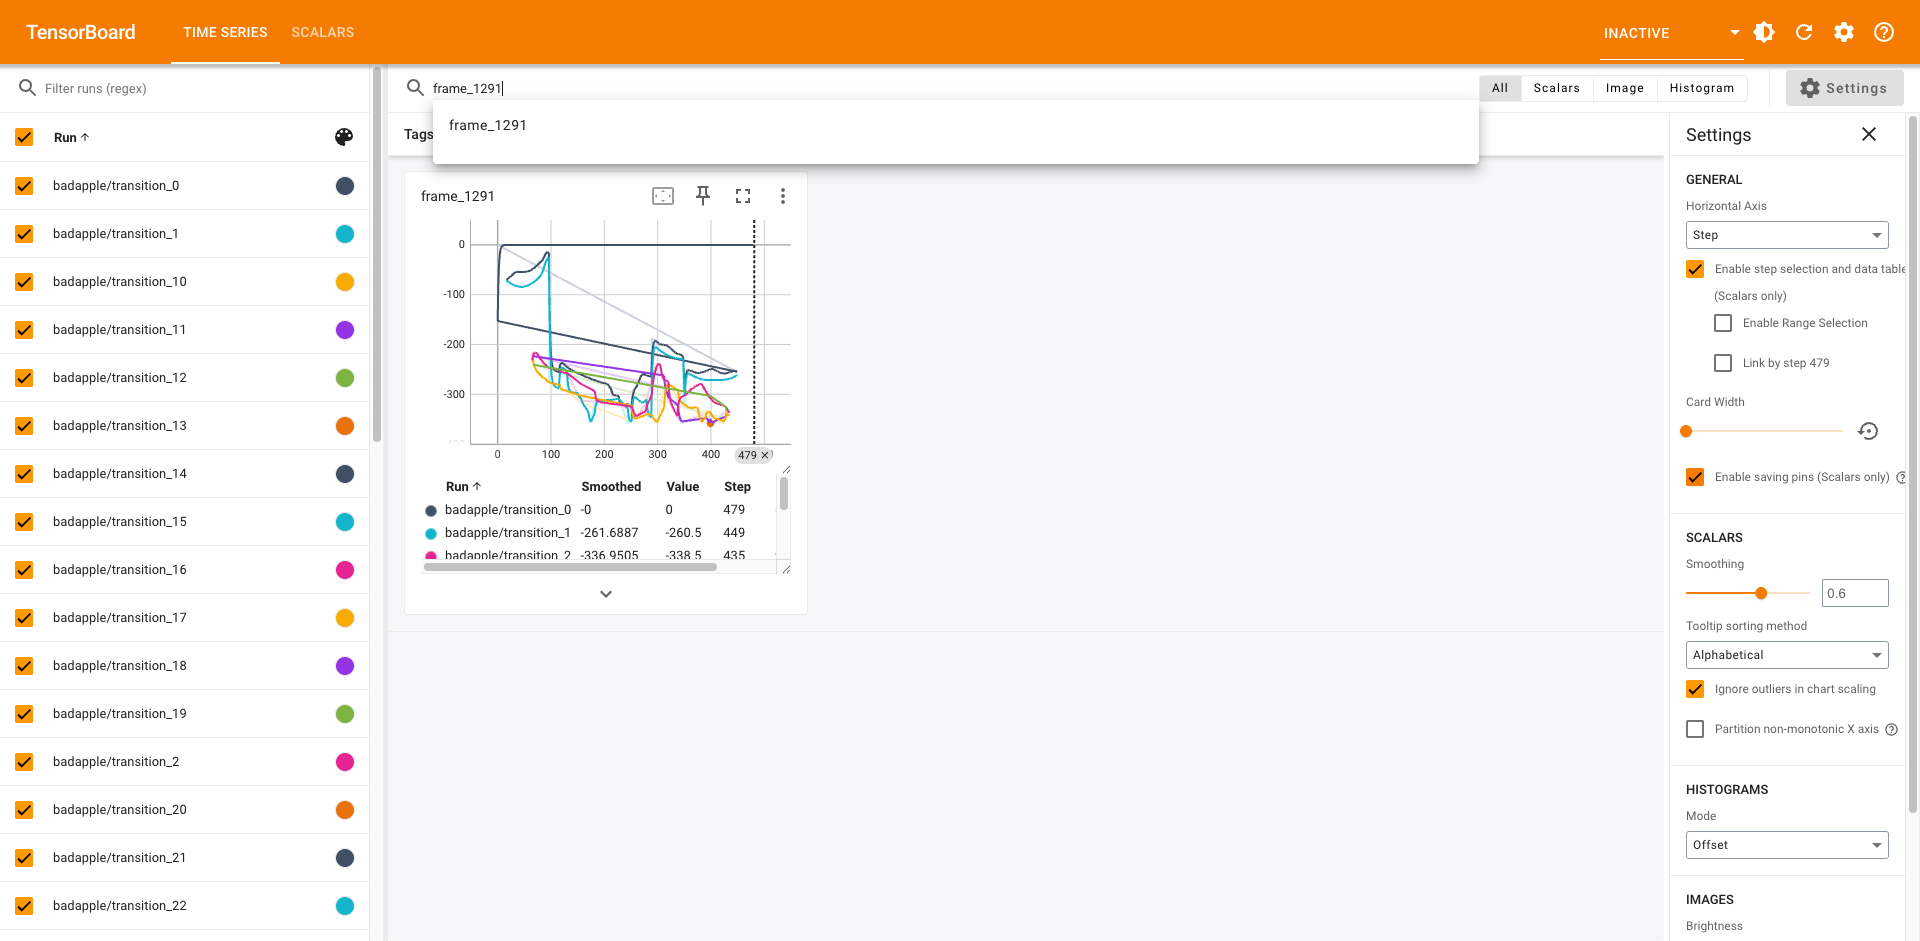 TensorBoard TIME SERIES SCALARS INACTIVE
Filter runs (regex)
Run
badapple/transition_0
badapple/transition_1
badapple/transition_10
badapple/transition_11
badapple/transition_12
badapple/transition_13
badapple/transition_14
badapple/transition_15
badapple/transition_16
badapple/transition_17
badapple/transition_18
badapple/transition_19
badapple/transition_2
badapple/transition_20
badapple/transition_21
badapple/transition_22
frame_1291
All Scalars Image Histogram Settings
frame_1291
Tags
frame_1291
0
-100
-200
-300
0 100 200 300 400 479
Run Smoothed Value Step
badapple/transition_0 -0 0 479
badapple/transition_1 -261.6887 -260.5 449
badapple/transition_2 -336.9505 -338.5 435
Settings
GENERAL
Horizontal Axis
Step
Enable step selection and data table
(Scalars only)
Enable Range Selection
Link by step 479
Card Width
Enable saving pins (Scalars only)
SCALARS
Smoothing
0.6
Tooltip sorting method
Alphabetical
Ignore outliers in chart scaling
Partition non-monotonic X axis
HISTOGRAMS
Mode
Offset
IMAGES
Brightness